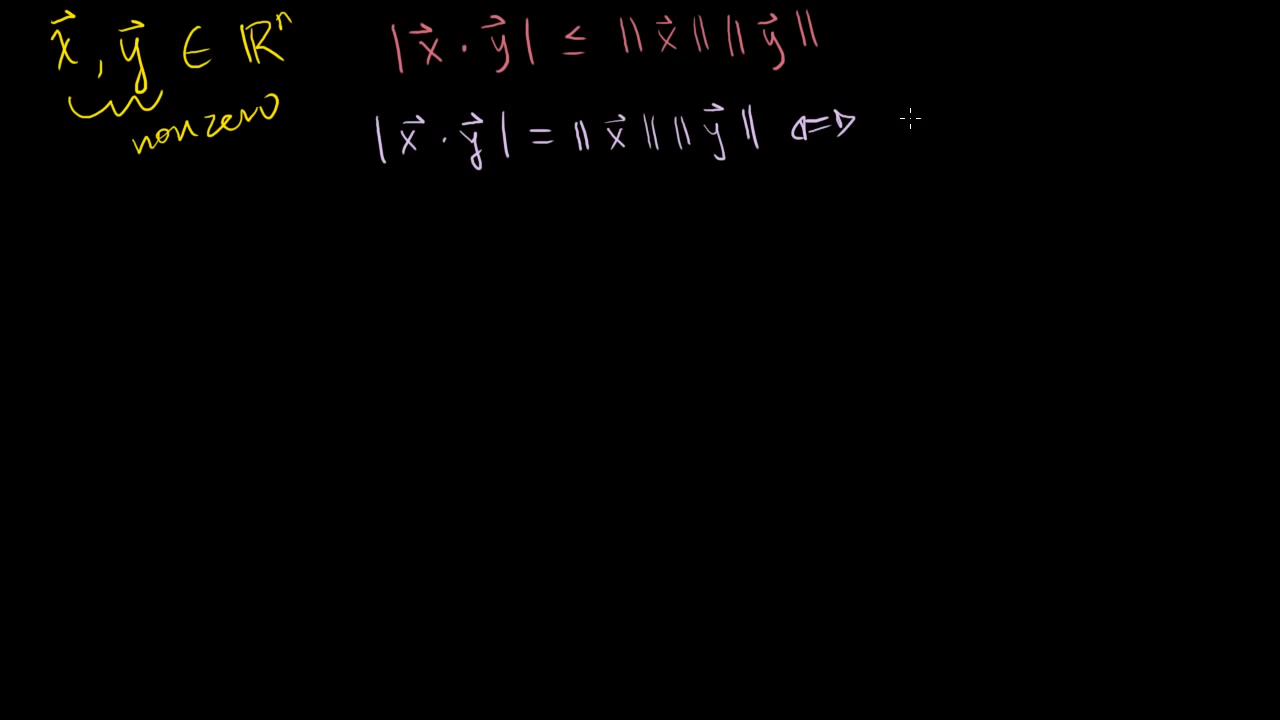 x⃗, y⃗ ∈ ℝⁿ
nonzero
|x⃗ · y⃗| ≤ ||x⃗|| ||y⃗||
|x⃗ · y⃗| = ||x⃗|| ||y⃗|| ⟺